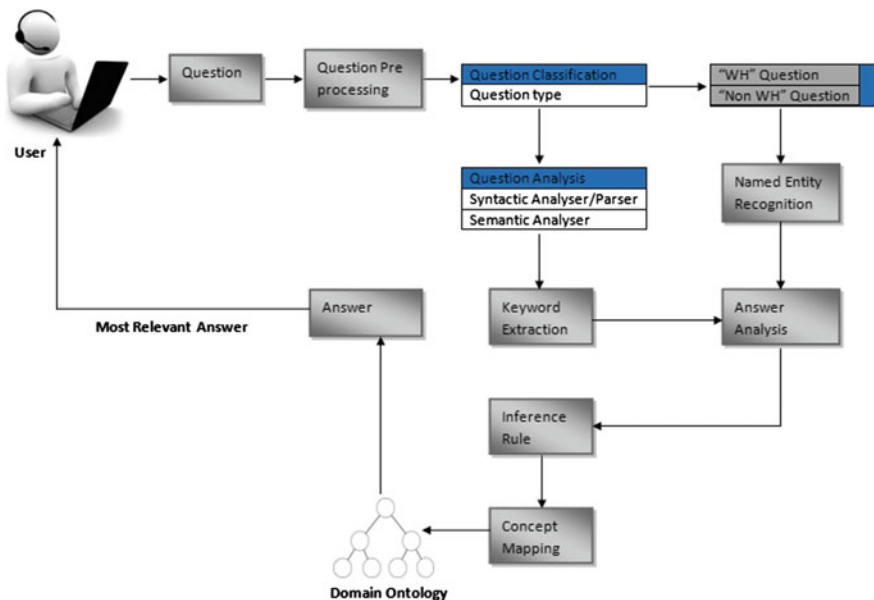 Question
Question Pre
processing
Question Classification
Question type
“WH” Question
“Non WH” Question
User
Question Analysis
Syntactic Analyser/Parser
Semantic Analyser
Named Entity
Recognition
Most Relevant Answer
Answer
Keyword
Extraction
Answer
Analysis
Inference
Rule
Concept
Mapping
Domain Ontology